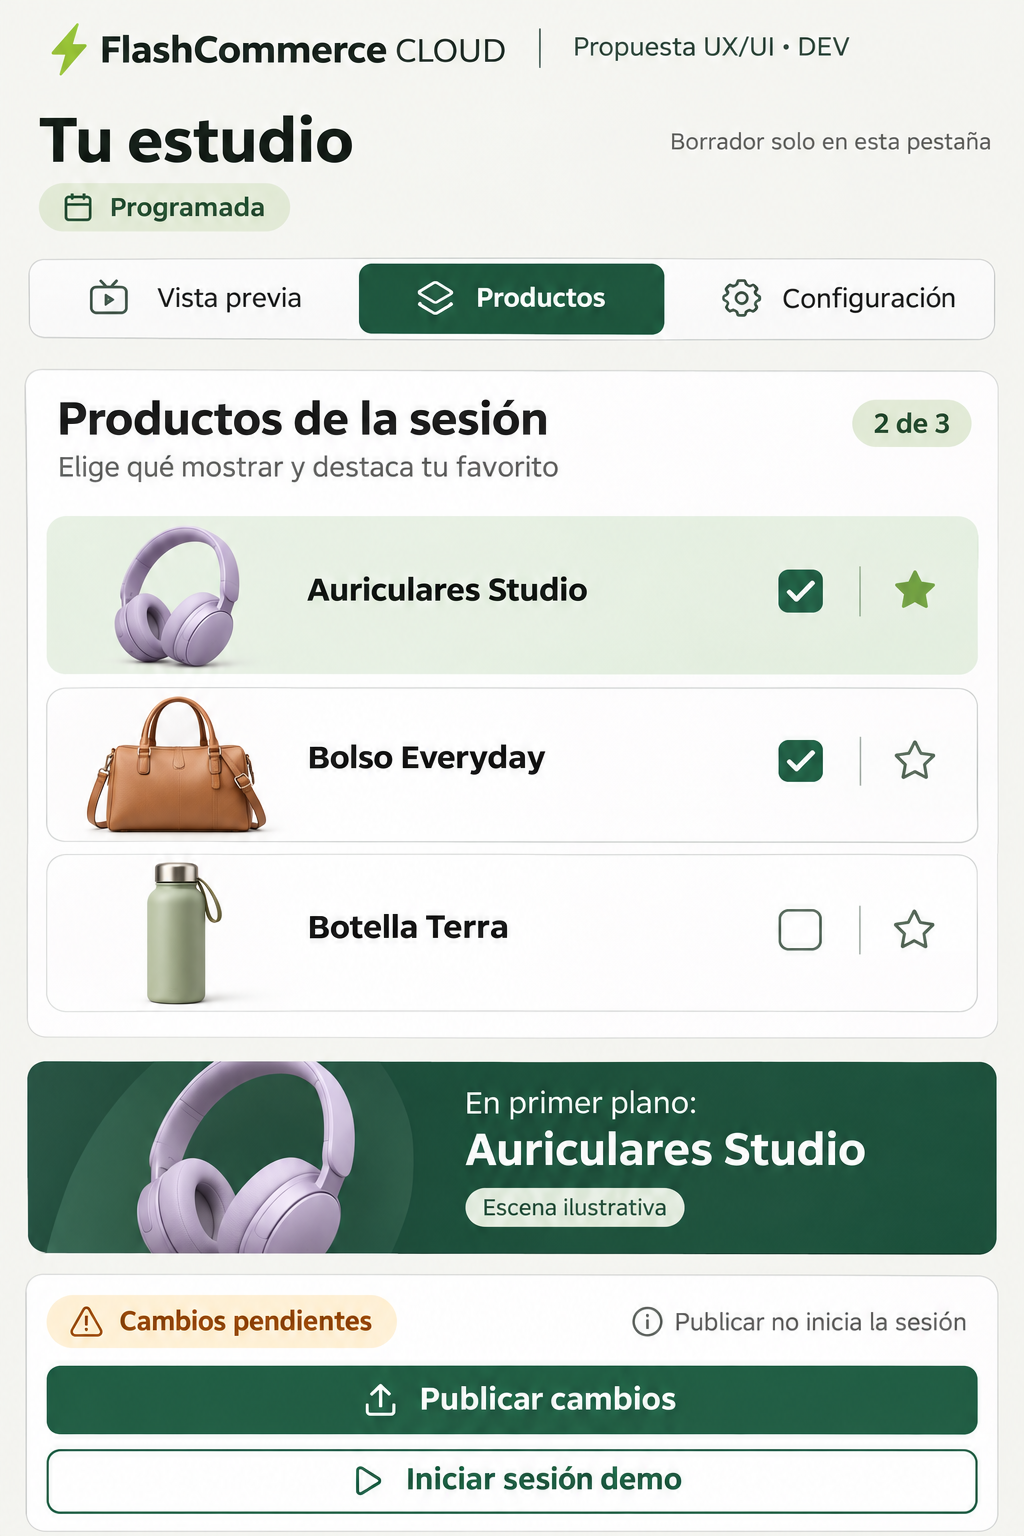 FlashCommerce CLOUD
Propuesta UX/UI • DEV
Tu estudio
Borrador solo en esta pestaña
Programada
Vista previa
Productos
Configuración
Productos de la sesión
2 de 3
Elige qué mostrar y destaca tu favorito
Auriculares Studio
Bolso Everyday
Botella Terra
En primer plano:
Auriculares Studio
Escena ilustrativa
Cambios pendientes
Publicar no inicia la sesión
Publicar cambios
Iniciar sesión demo